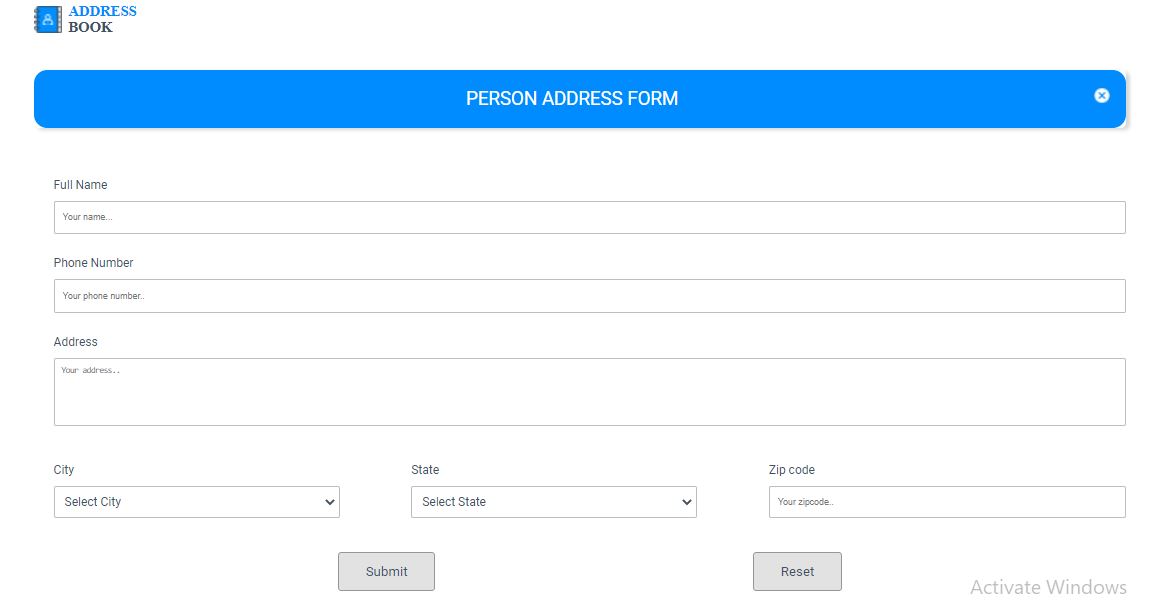 ADDRESS
BOOK
PERSON ADDRESS FORM
Full Name
Your name...
Phone Number
Your phone number..
Address
Your address..
City State Zip code
Select City Select State Your zipcode..
Submit Reset
Activate Windows